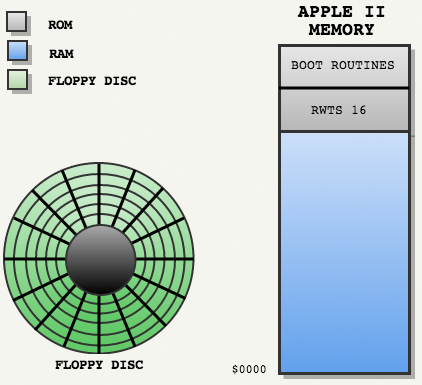 ROM
RAM
FLOPPY DISC
APPLE II
MEMORY
BOOT ROUTINES
RWTS 16
FLOPPY DISC
$0000